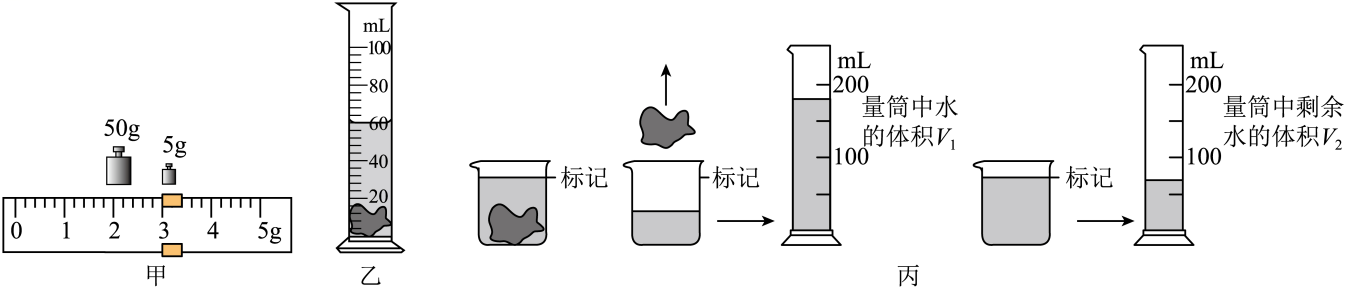 50g
5g
0 1 2 3 4 5g
甲
mL
100
80
60
40
20
乙
标记
标记
mL
200
100
量筒中水
的体积V₁
标记
mL
200
100
量筒中剩余
水的体积V₂
丙